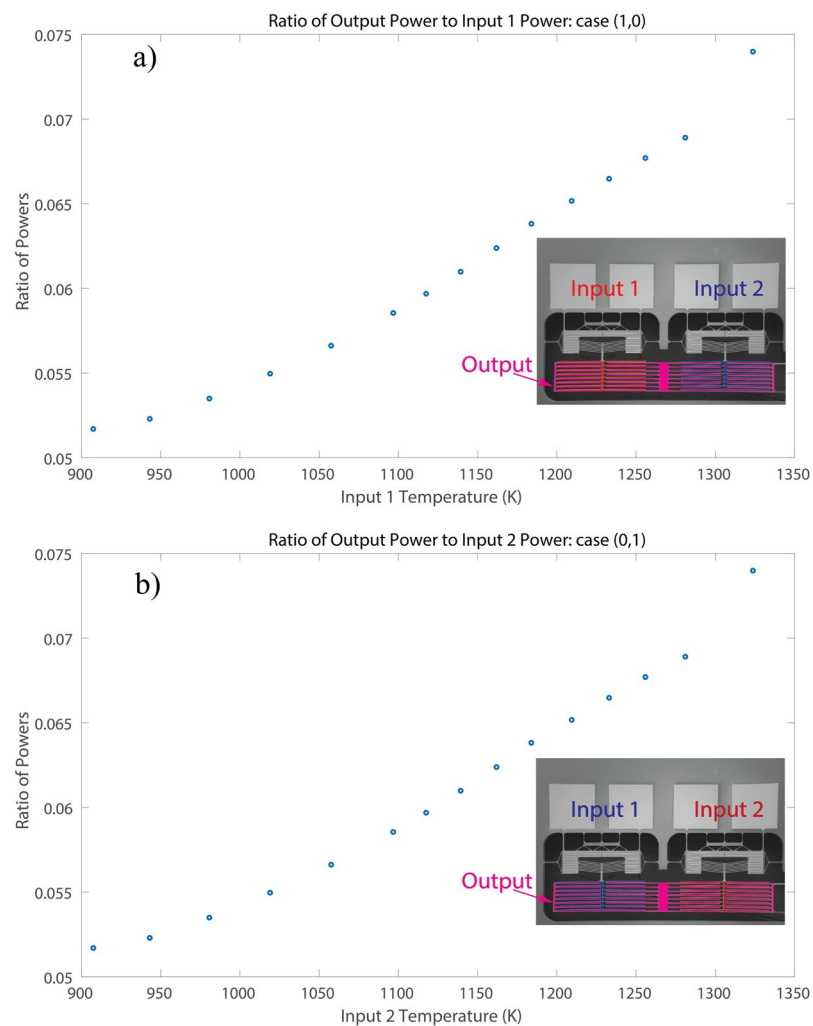 Ratio of Output Power to Input 1 Power: case (1,0)
a)
0.075
0.07
0.065
0.06
0.055
0.05
Ratio of Powers
Input 1
Input 2
Output
900 950 1000 1050 1100 1150 1200 1250 1300 1350
Input 1 Temperature (K)
Ratio of Output Power to Input 2 Power: case (0,1)
b)
0.075
0.07
0.065
0.06
0.055
0.05
Ratio of Powers
Input 1
Input 2
Output
900 950 1000 1050 1100 1150 1200 1250 1300 1350
Input 2 Temperature (K)